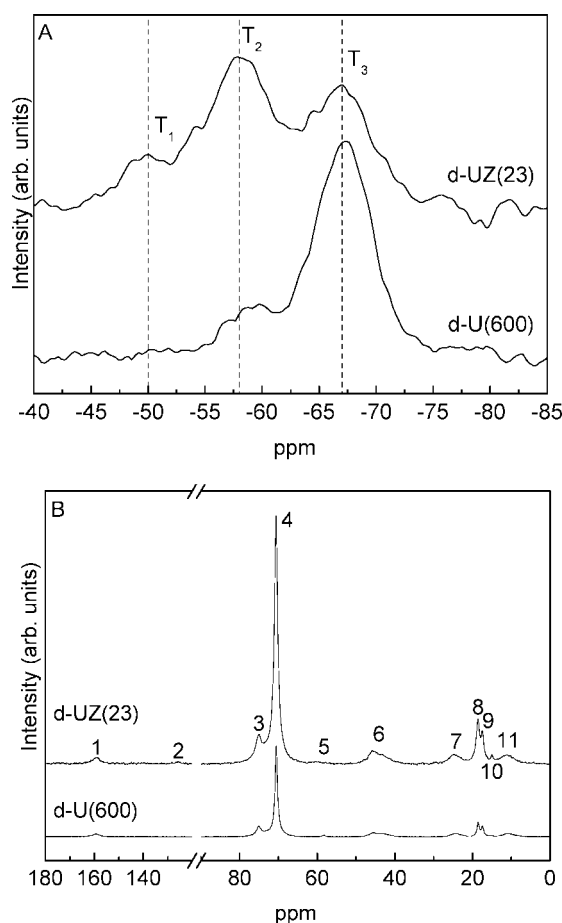 A
T1
T2
T3
d-UZ(23)
d-U(600)
Intensity (arb. units)
-40 -45 -50 -55 -60 -65 -70 -75 -80 -85
ppm
B
4
d-UZ(23)
1 2 3 5 6 7 8 9 10 11
d-U(600)
Intensity (arb. units)
180 160 140 80 60 40 20 0
ppm